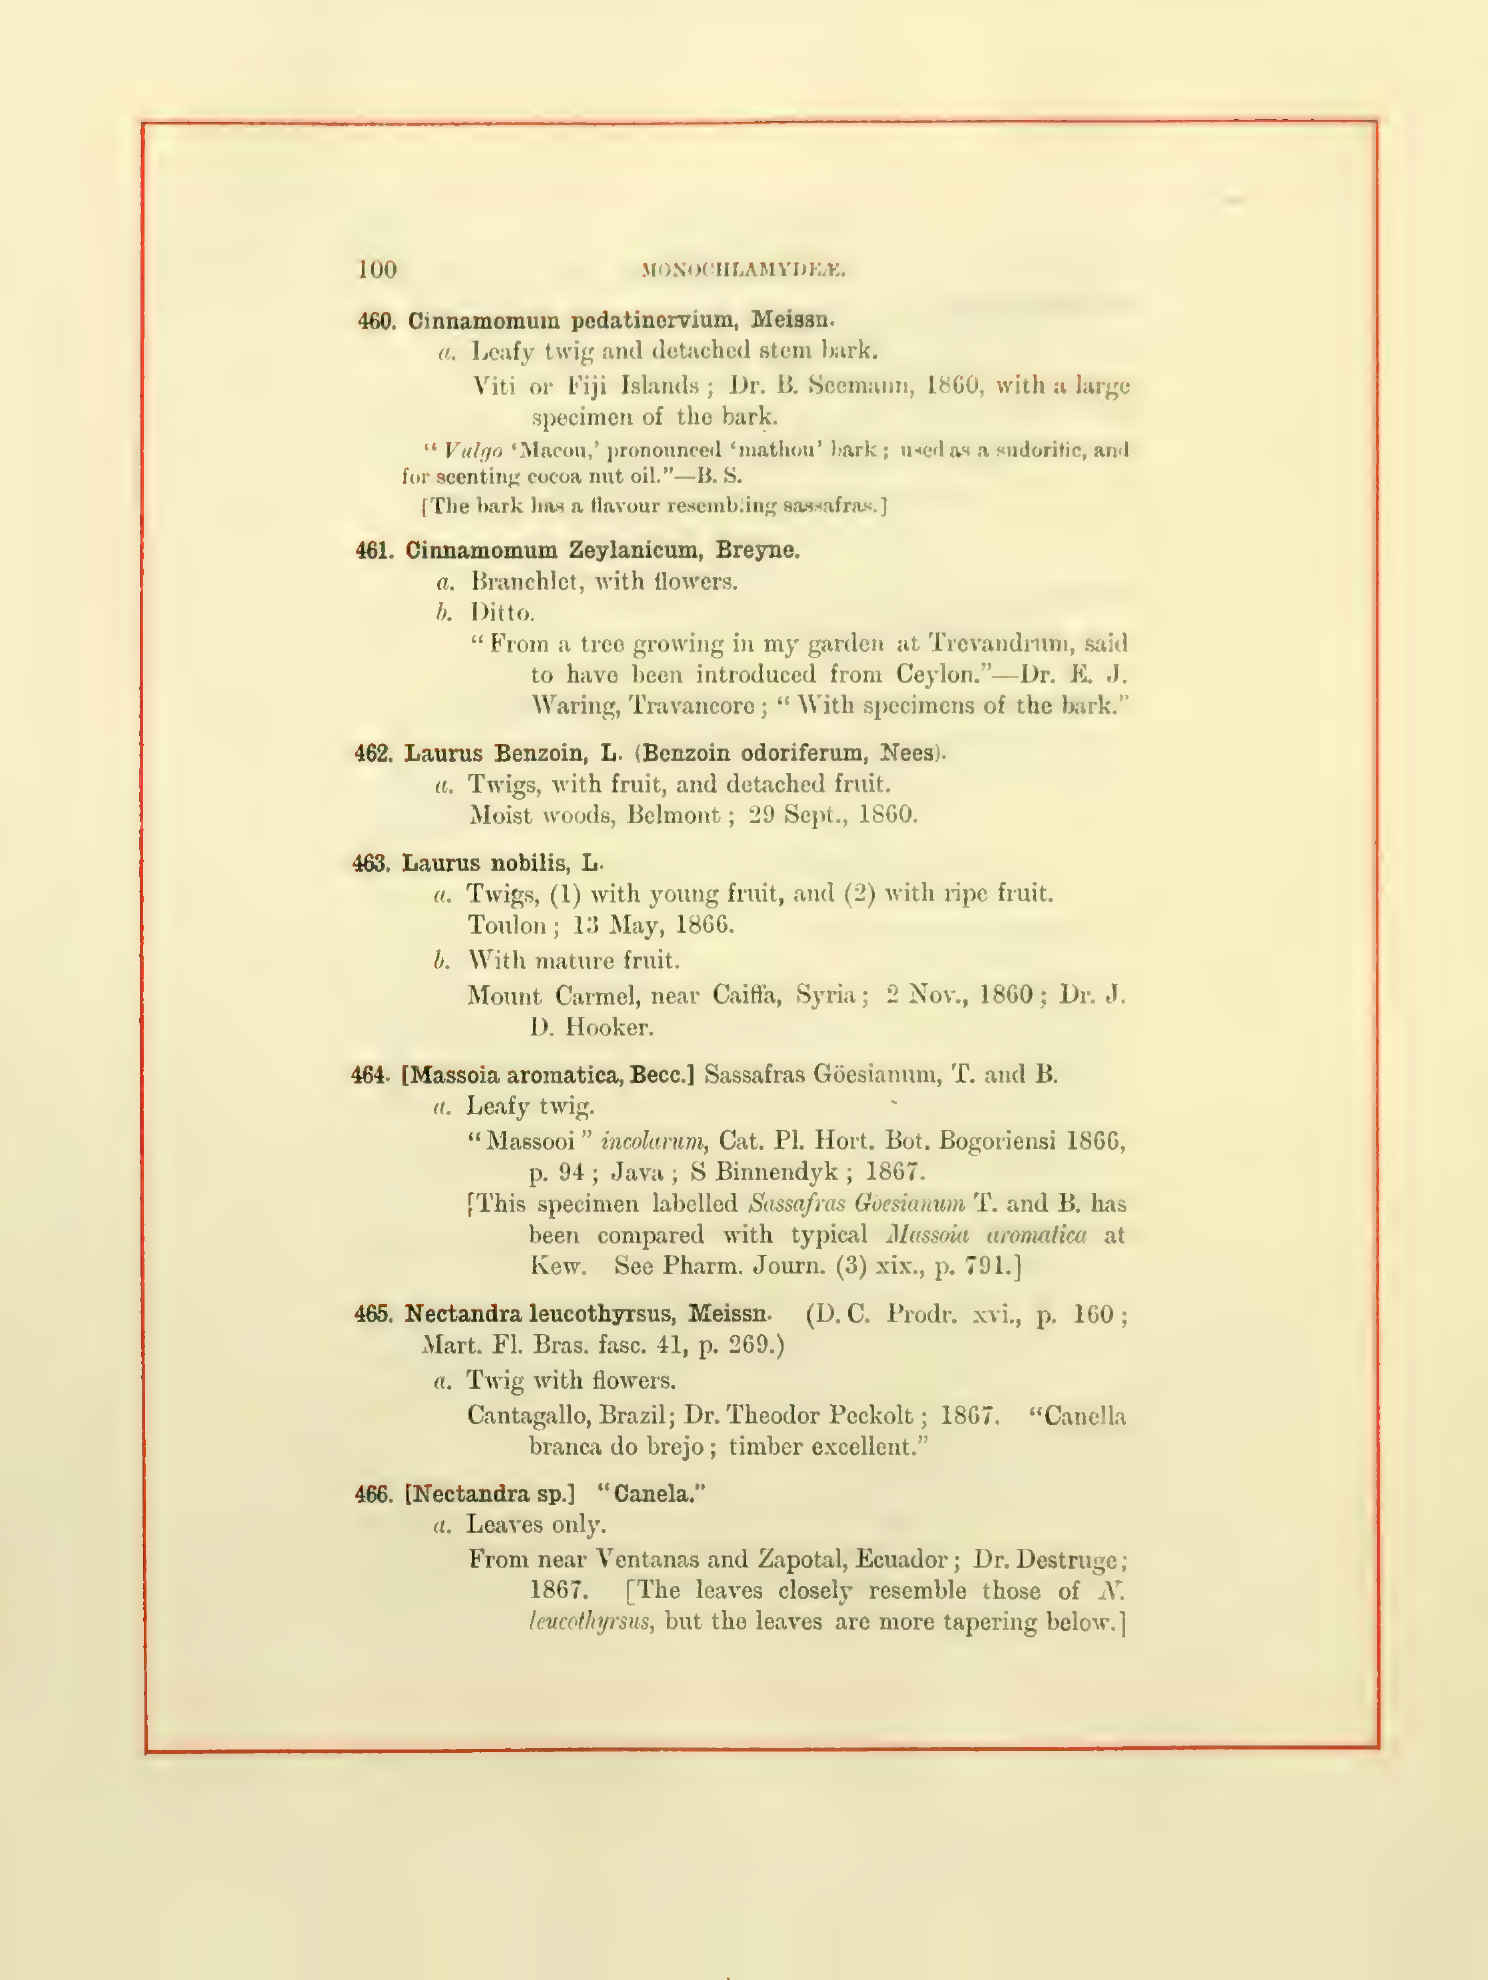 100 MONOCHLAMYDEÆ.
460. Cinnamomum pedatinervium, Meissn.
a. Leafy twig and detached stem bark.
Viti or Fiji Islands; Dr. B. Seemann, 1860, with a large
specimen of the bark.
“Vulgo ‘Macou,’ pronounced ‘mathou’ bark; used as a sudorific, and
for scenting cocoa nut oil.”—B. S.
[The bark has a flavour resembling sassafras.]
461. Cinnamomum Zeylanicum, Breyne.
a. Branchlet, with flowers.
b. Ditto.
“From a tree growing in my garden at Trevandrum, said
to have been introduced from Ceylon.”—Dr. E. J.
Waring, Travancore; “With specimens of the bark.”
462. Laurus Benzoin, L. (Benzoin odoriferum, Nees).
a. Twigs, with fruit, and detached fruit.
Moist woods, Belmont; 29 Sept., 1860.
463. Laurus nobilis, L.
a. Twigs, (1) with young fruit, and (2) with ripe fruit.
Toulon; 13 May, 1866.
b. With mature fruit.
Mount Carmel, near Caiffa, Syria; 2 Nov., 1860; Dr. J.
D. Hooker.
464. [Massoia aromatica, Becc.] Sassafras Göesianum, T. and B.
a. Leafy twig.
“Massooi” incolarum, Cat. Pl. Hort. Bot. Bogoriensi 1866,
p. 94; Java; S Binnendyk; 1867.
[This specimen labelled Sassafras Göesianum T. and B. has
been compared with typical Massoia aromatica at
Kew. See Pharm. Journ. (3) xix., p. 791.]
465. Nectandra leucothyrsus, Meissn. (D. C. Prodr. xvi., p. 160;
Mart. Fl. Bras. fasc. 41, p. 269.)
a. Twig with flowers.
Cantagallo, Brazil; Dr. Theodor Peckolt; 1867. “Canella
branca do brejo; timber excellent.”
466. [Nectandra sp.] “Canela.”
a. Leaves only.
From near Ventanas and Zapotal, Ecuador; Dr. Destruge;
1867. [The leaves closely resemble those of N.
leucothyrsus, but the leaves are more tapering below.]